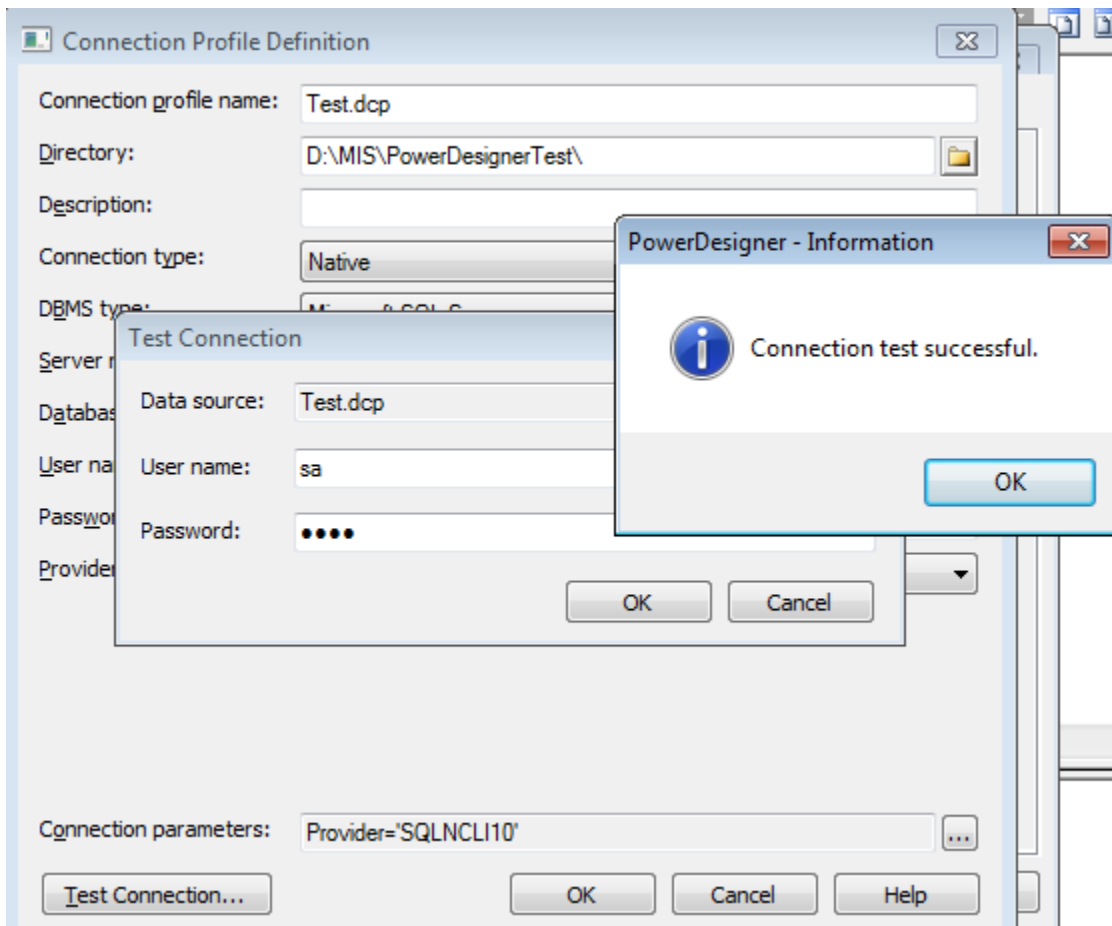 Connection Profile Definition
Connection profile name: Test.dcp
Directory: D:\MIS\PowerDesignerTest\
Description:
Connection type: Native
DBMS type:
Test Connection
Server
Data source: Test.dcp
User name: sa
Password: ●●●●
Provider
OK Cancel
PowerDesigner - Information
Connection test successful.
OK
Connection parameters: Provider='SQLNCLI10'
...
Test Connection... OK Cancel Help